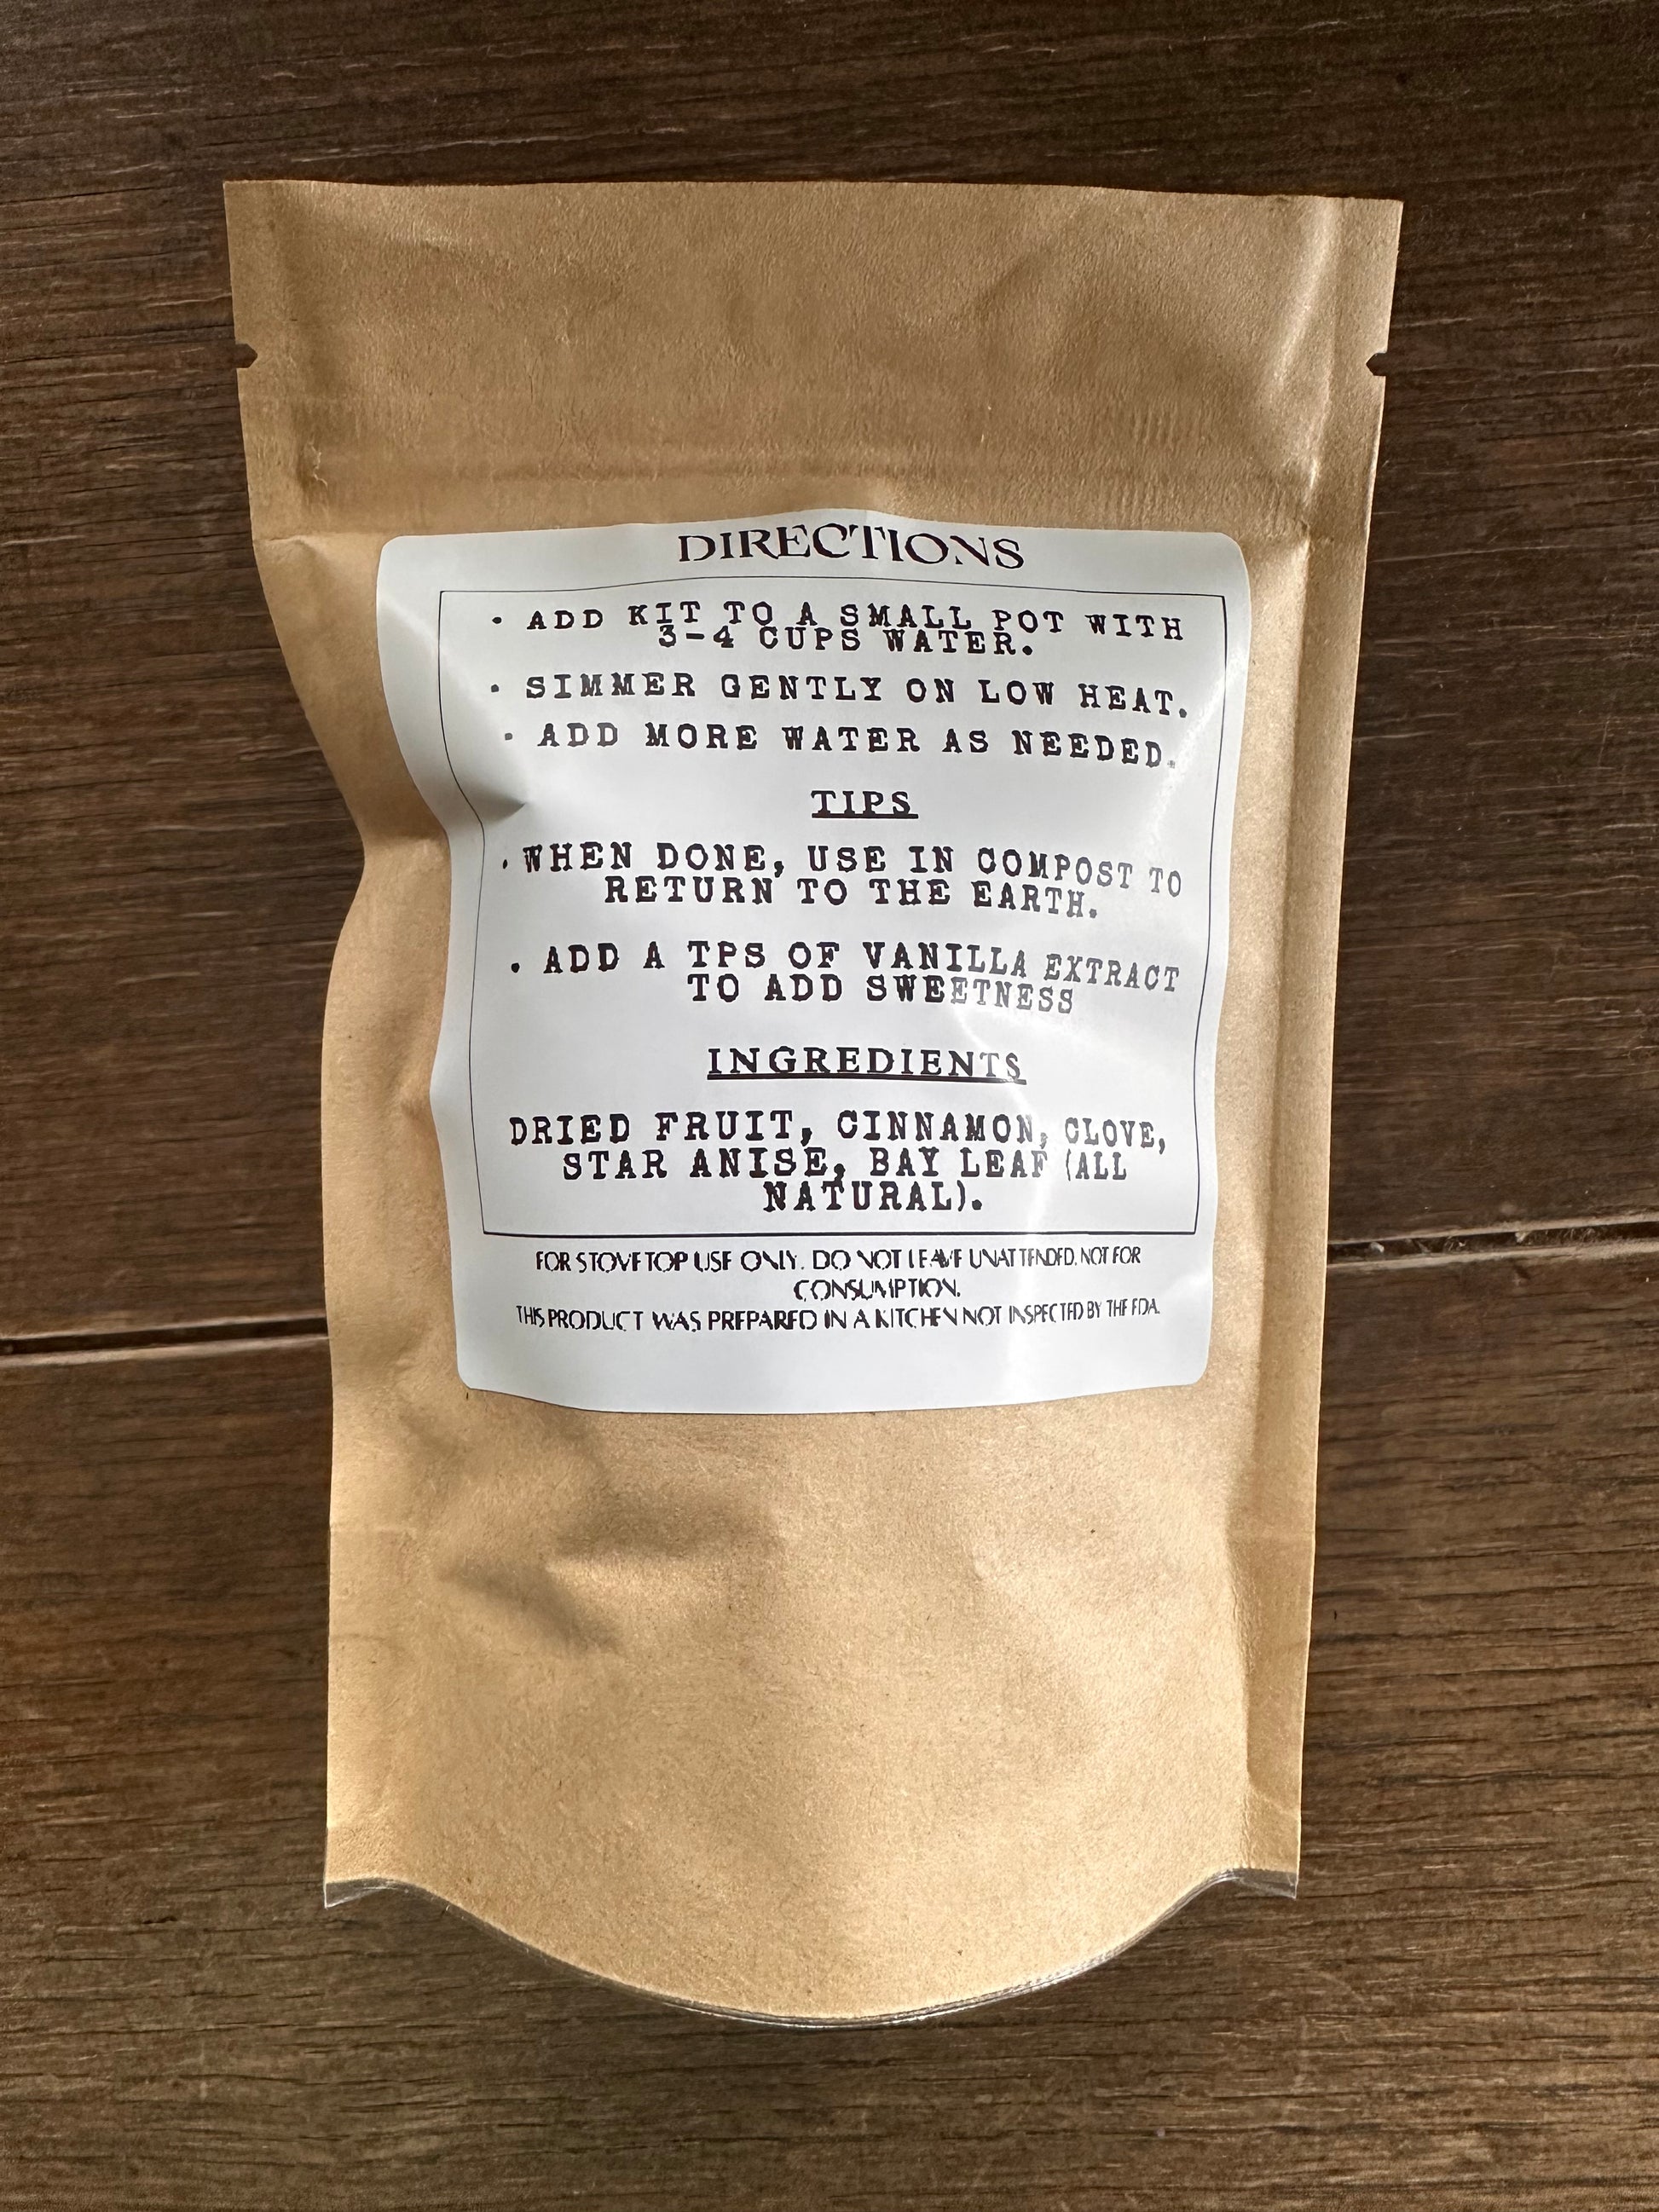 DIRECTIONS
• ADD KIT TO A SMALL POT WITH
3-4 CUPS WATER.
• SIMMER GENTLY ON LOW HEAT.
• ADD MORE WATER AS NEEDED.
TIPS
• WHEN DONE, USE IN COMPOST TO
RETURN TO THE EARTH.
• ADD A TPS OF VANILLA EXTRACT
TO ADD SWEETNESS
INGREDIENTS
DRIED FRUIT, CINNAMON, CLOVE,
STAR ANISE, BAY LEAF (ALL
NATURAL).
FOR STOVETOP USE ONLY. DO NOT LEAVE UNATTENDED. NOT FOR
CONSUMPTION.
THIS PRODUCT WAS PREPARED IN A KITCHEN NOT INSPECTED BY THE FDA.